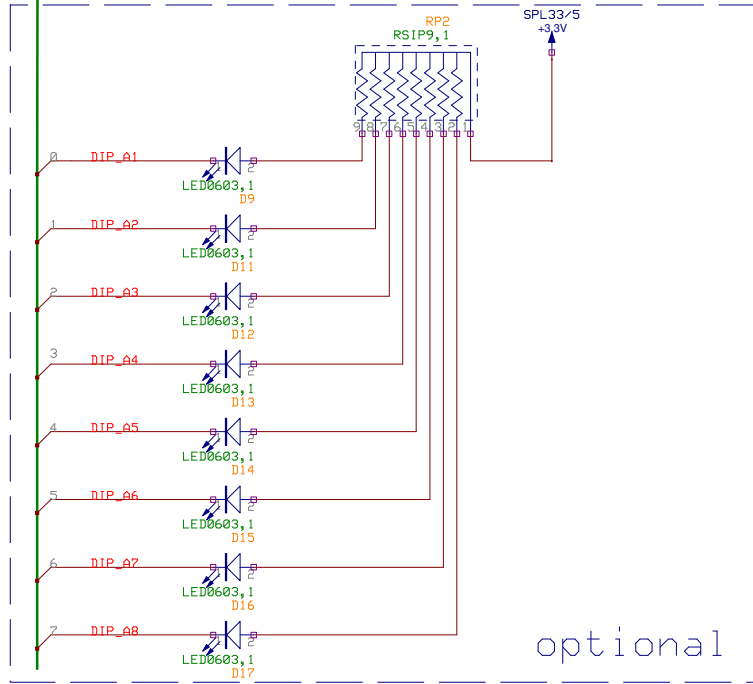 SPL33/5
+3,3V
RP2
RSIP9,1
9 8 7 6 5 4 3 2 1
0 DIP_A1 1 2
LED0603,1
D9
1 DIP_A2 1 2
LED0603,1
D11
2 DIP_A3 1 2
LED0603,1
D12
3 DIP_A4 1 2
LED0603,1
D13
4 DIP_A5 1 2
LED0603,1
D14
5 DIP_A6 1 2
LED0603,1
D15
6 DIP_A7 1 2
LED0603,1
D16
7 DIP_A8 1 2
LED0603,1
D17
optional